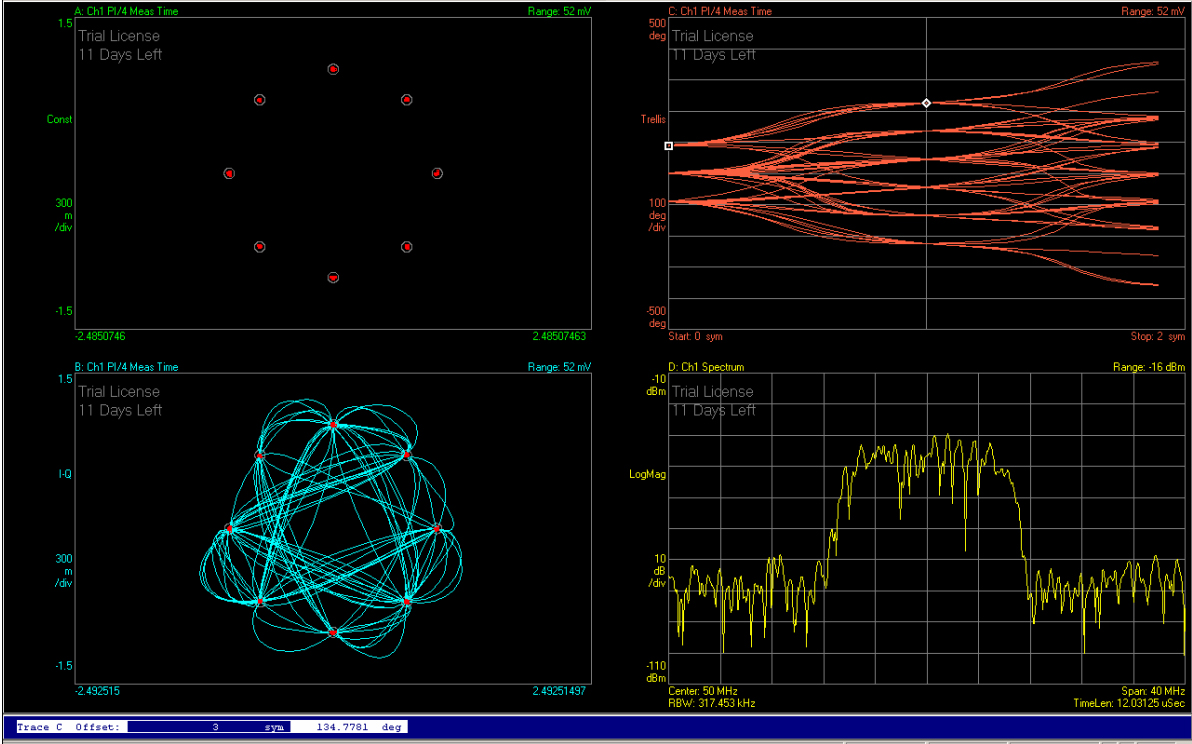 A: Ch1 PI/4 Meas Time Range: 52 mV
1.5
Trial License
11 Days Left
Const
300
m
/div
-1.5
-2.4850746 2.48507463
C: Ch1 PI/4 Meas Time Range: 52 mV
500
deg
Trial License
11 Days Left
Trellis
100
deg
/div
-500
deg
Start: 0 sym Stop: 2 sym
B: Ch1 PI/4 Meas Time Range: 52 mV
1.5
Trial License
11 Days Left
I-Q
300
m
/div
-1.5
-2.492515 2.49251497
D: Ch1 Spectrum Range: -16 dBm
-10
dBm
Trial License
11 Days Left
LogMag
10
dB
/div
-110
dBm
Center: 50 MHz Span: 40 MHz
RBW: 317.453 kHz TimeLen: 12.03125 uSec
Trace C Offset: 3 sym 134.7781 deg